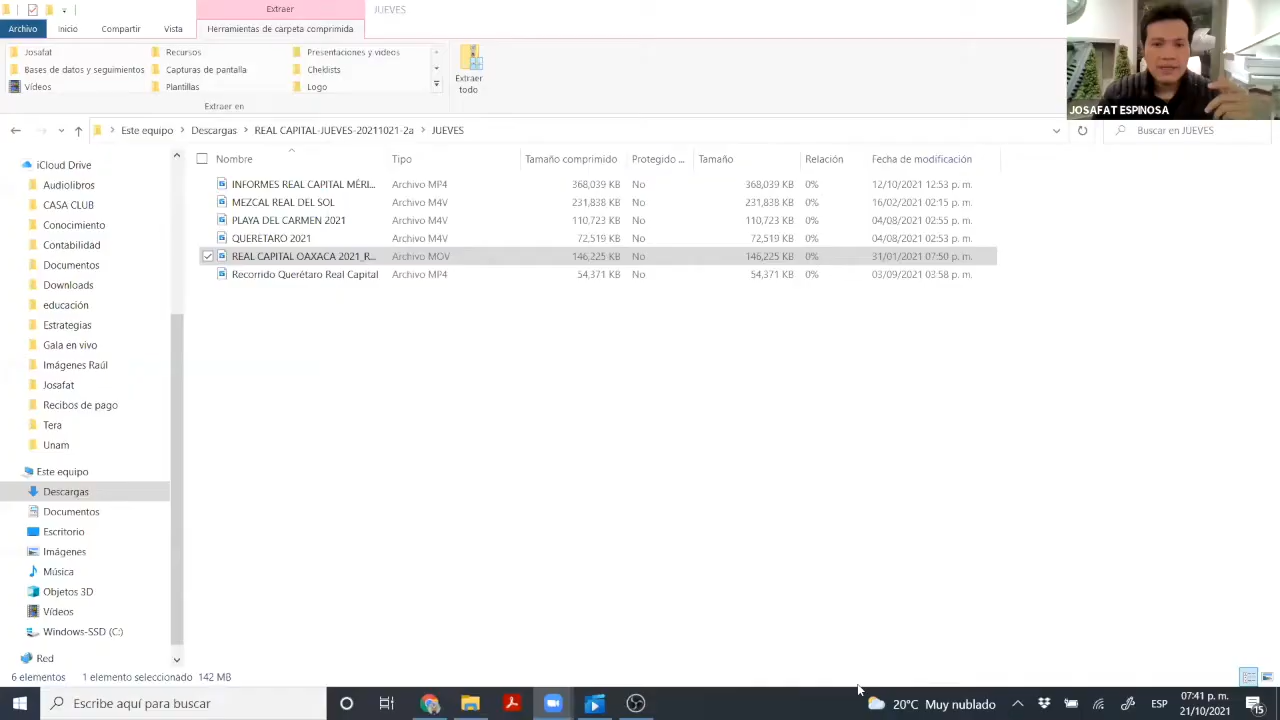 Extraer
JUEVES
Archivo
Inicio
Compartir
Vista
Herramientas de carpeta comprimida
Josafat
Recursos
Presentaciones y videos
Bases de datos y seguimientos
Capturas de pantalla
Cheklists
Vídeos
Plantillas
Logo
Extraer
todo
Extraer en
JOSAFAT ESPINOSA
Este equipo > Descargas > REAL CAPITAL-JUEVES-20211021-2a > JUEVES
Buscar en JUEVES
Nombre Tipo Tamaño comprimido Protegido ... Tamaño Relación Fecha de modificación
INFORMES REAL CAPITAL MÉRI... Archivo MP4 368,039 KB No 368,039 KB 0% 12/10/2021 12:53 p. m.
MEZCAL REAL DEL SOL Archivo M4V 231,838 KB No 231,838 KB 0% 16/02/2021 02:15 p. m.
PLAYA DEL CARMEN 2021 Archivo M4V 110,723 KB No 110,723 KB 0% 04/08/2021 02:55 p. m.
QUERETARO 2021 Archivo M4V 72,519 KB No 72,519 KB 0% 04/08/2021 02:53 p. m.
REAL CAPITAL OAXACA 2021_R... Archivo MOV 146,225 KB No 146,225 KB 0% 31/01/2021 07:50 p. m.
Recorrido Querétaro Real Capital Archivo MP4 54,371 KB No 54,371 KB 0% 03/09/2021 03:58 p. m.
iCloud Drive
Audiolibros
CASA CLUB
Conocimiento
Contabilidad
Documentos
Downloads
educación
Estrategias
Gala en vivo
Imágenes Raúl
Josafat
Recibos de pago
Tera
Unam
Este equipo
Descargas
Documentos
Escritorio
Imágenes
Música
Objetos 3D
Vídeos
Windows-SSD (C:)
Red
6 elementos 1 elemento seleccionado 142 MB
Escribe aquí para buscar
20°C Muy nublado
ESP
07:41 p. m.
21/10/2021
15